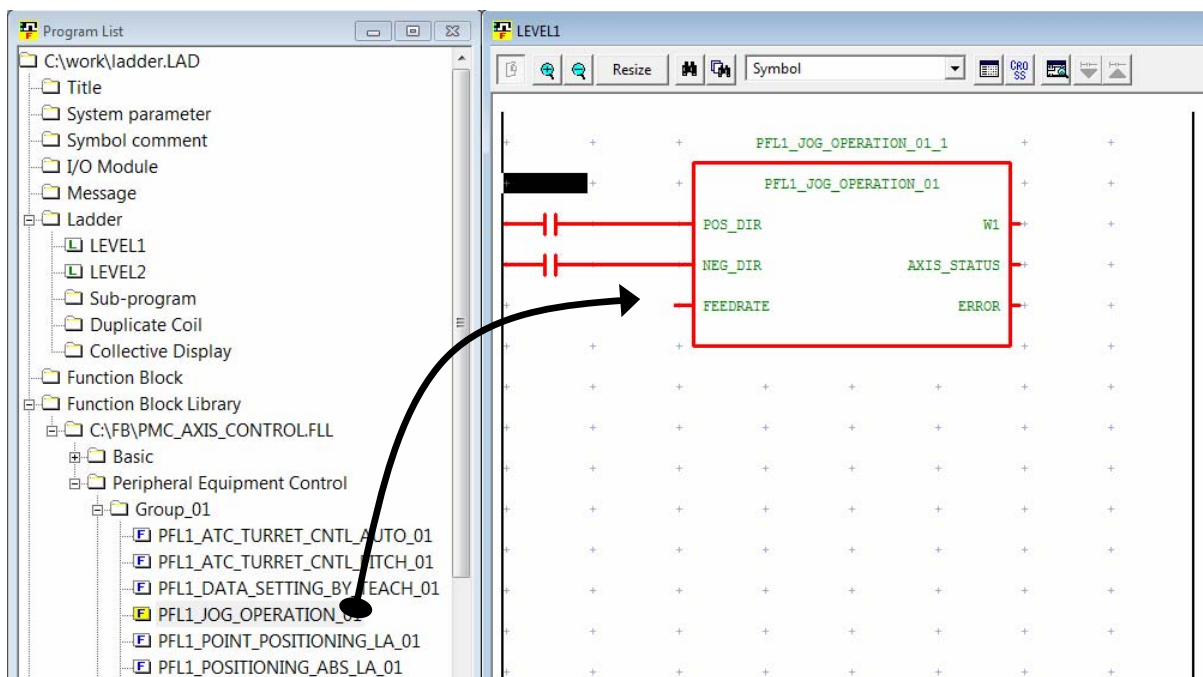 Program List
C:\work\ladder.LAD
Title
System parameter
Symbol comment
I/O Module
Message
Ladder
LEVEL1
LEVEL2
Sub-program
Duplicate Coil
Collective Display
Function Block
Function Block Library
C:\FB\PMC_AXIS_CONTROL.FLL
Basic
Peripheral Equipment Control
Group_01
PFL1_ATC_TURRET_CNTL_AUTO_01
PFL1_ATC_TURRET_CNTL_PITCH_01
PFL1_DATA_SETTING_BY_TEACH_01
PFL1_JOG_OPERATION_01
PFL1_POINT_POSITIONING_LA_01
PFL1_POSITIONING_ABS_LA_01
LEVEL1
Resize
Symbol
CRO
SS
PFL1_JOG_OPERATION_01_1
PFL1_JOG_OPERATION_01
POS_DIR W1
NEG_DIR AXIS_STATUS
FEEDRATE ERROR